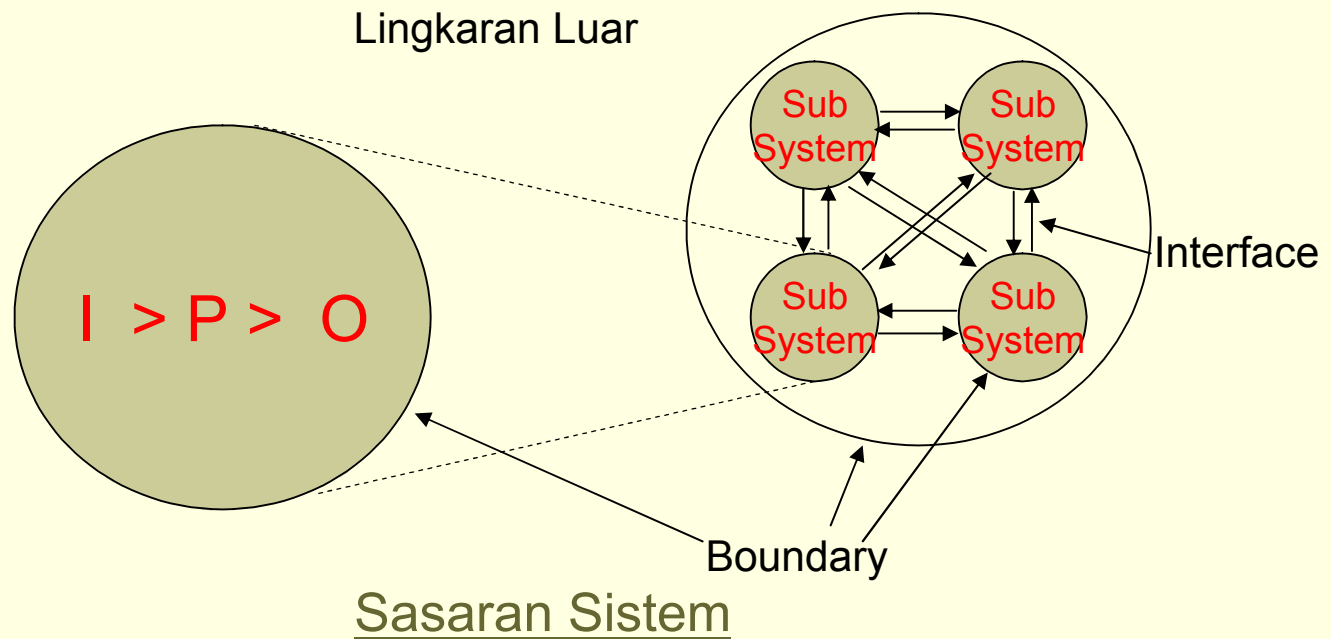 Lingkaran Luar
Sub
System
Sub
System
Interface
I > P > O
Sub
System
Sub
System
Boundary
Sasaran Sistem